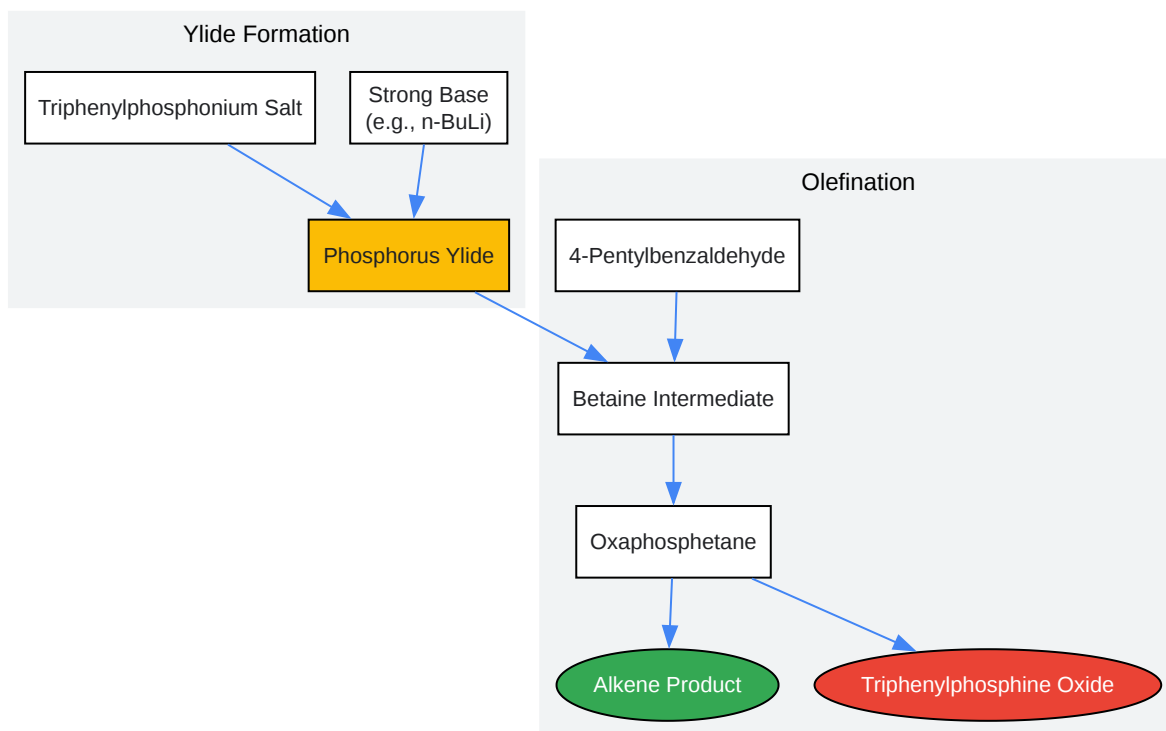 Ylide Formation
Triphenylphosphonium Salt
Strong Base
(e.g., n-BuLi)
Phosphorus Ylide
Olefination
4-Pentylbenzaldehyde
Betaine Intermediate
Oxaphosphetane
Alkene Product
Triphenylphosphine Oxide